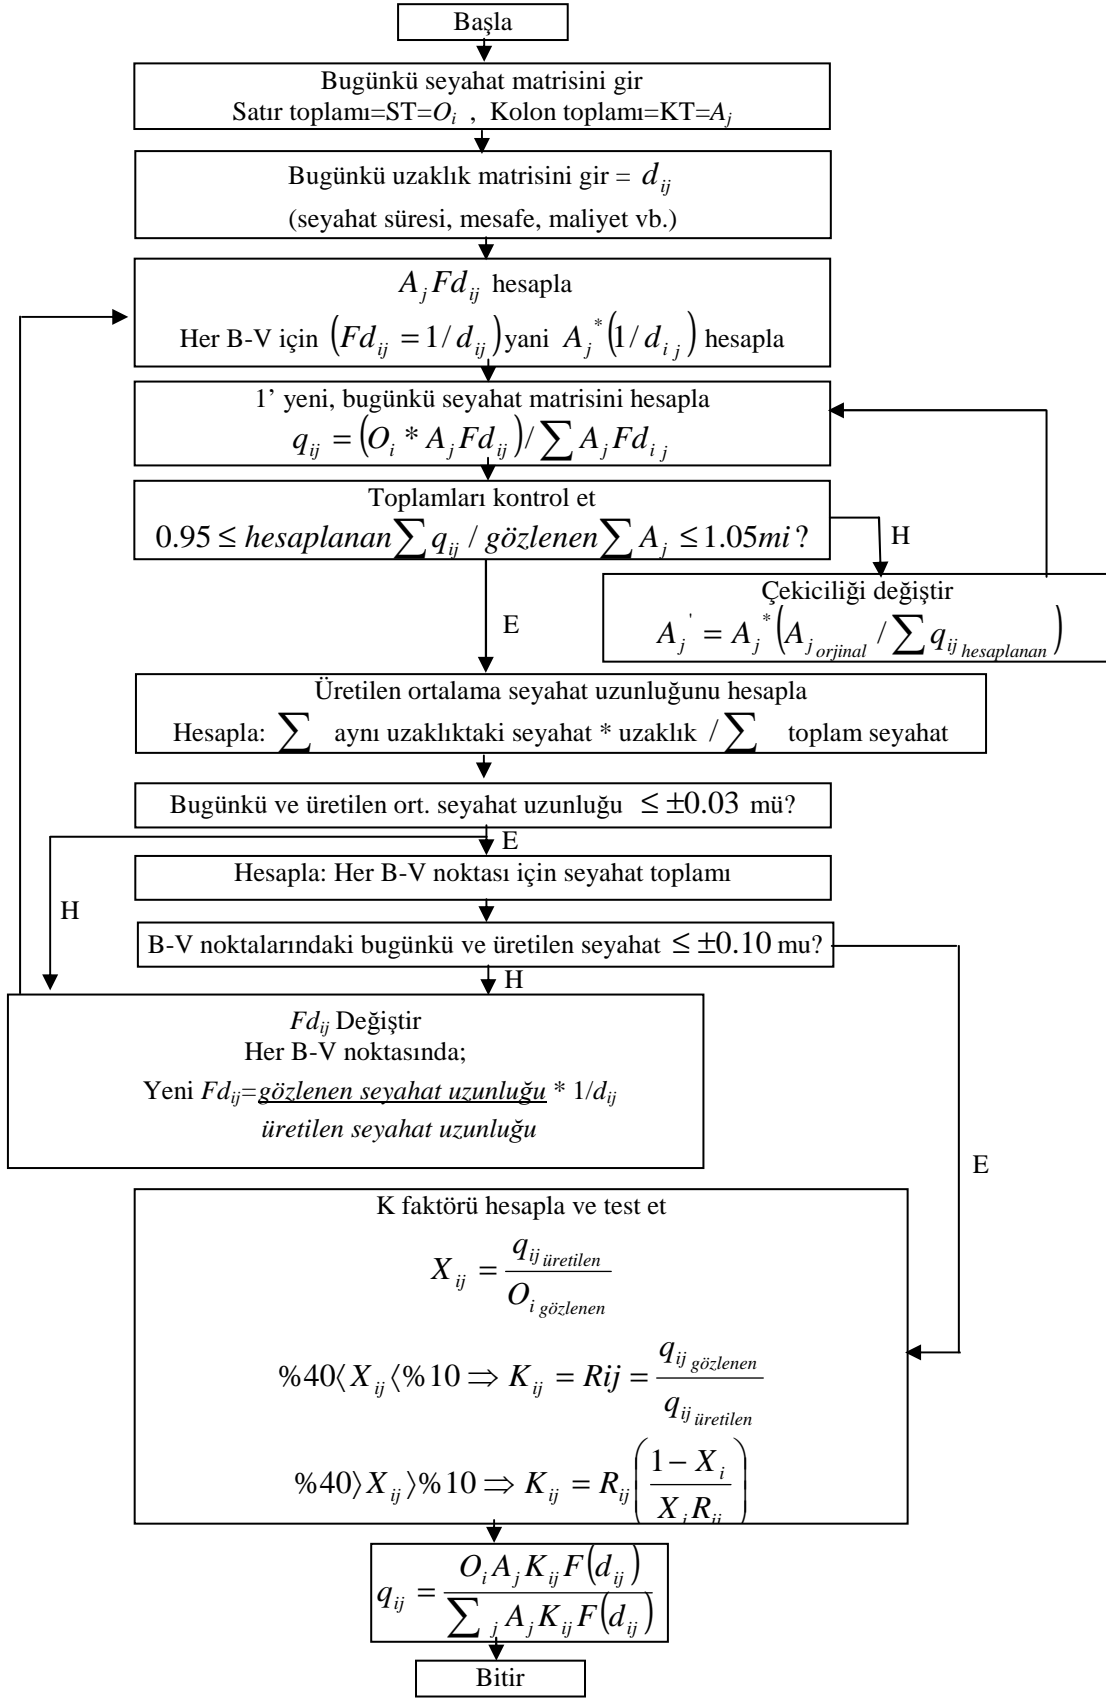 Başla
Bugünkü seyahat matrisini gir
Satır toplamı=ST=O_i , Kolon toplamı=KT=A_j
Bugünkü uzaklık matrisini gir = d_ij
(seyahat süresi, mesafe, maliyet vb.)
A_j Fd_ij hesapla
Her B-V için (Fd_ij = 1/d_ij) yani A_j^*(1/d_ij) hesapla
1’ yeni, bugünkü seyahat matrisini hesapla
q_ij = (O_i * A_j Fd_ij)/∑ A_j Fd_ij
Toplamları kontrol et
0.95 ≤ hesaplanan∑ q_ij / gözlenen∑ A_j ≤ 1.05mi?
H
Çekiciliği değiştir
A_j^' = A_j^*(A_j orjinal / ∑ q_ij hesaplanan)
E
Üretilen ortalama seyahat uzunluğunu hesapla
Hesapla: ∑ aynı uzaklıktaki seyahat * uzaklık / ∑ toplam seyahat
Bugünkü ve üretilen ort. seyahat uzunluğu ≤ ±0.03 mü?
E
Hesapla: Her B-V noktası için seyahat toplamı
H
B-V noktalarındaki bugünkü ve üretilen seyahat ≤ ±0.10 mu?
H
Fd_ij Değiştir
Her B-V noktasında;
Yeni Fd_ij=gözlenen seyahat uzunluğu * 1/d_ij
üretilen seyahat uzunluğu
E
K faktörü hesapla ve test et
X_ij = q_ij üretilen / O_i gözlenen
%40⟨X_ij⟨%10 ⇒ K_ij = Rij = q_ij gözlenen / q_ij üretilen
%40⟩X_ij⟩%10 ⇒ K_ij = R_ij((1 − X_i) / (X_i R_ij))
q_ij = O_i A_j K_ij F(d_ij) / ∑_j A_j K_ij F(d_ij)
Bitir